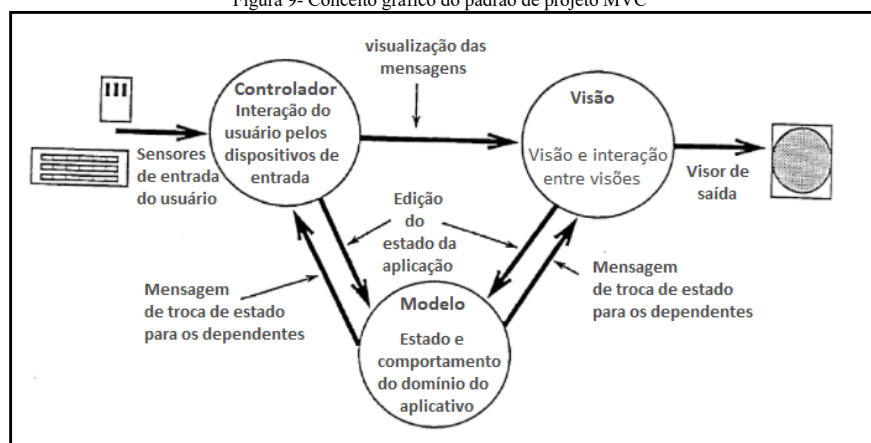 Figura 9- Conceito gráfico do padrão de projeto MVC
visualização das
mensagens
Controlador
Interação do
usuário pelos
dispositivos de
entrada
Visão
Visão e interação
entre visões
Sensores
de entrada
do usuário
Visor de
saída
Edição
do
estado da
aplicação
Mensagem
de troca de estado
para os dependentes
Mensagem
de troca de estado
para os dependentes
Modelo
Estado e
comportamento
do domínio do
aplicativo